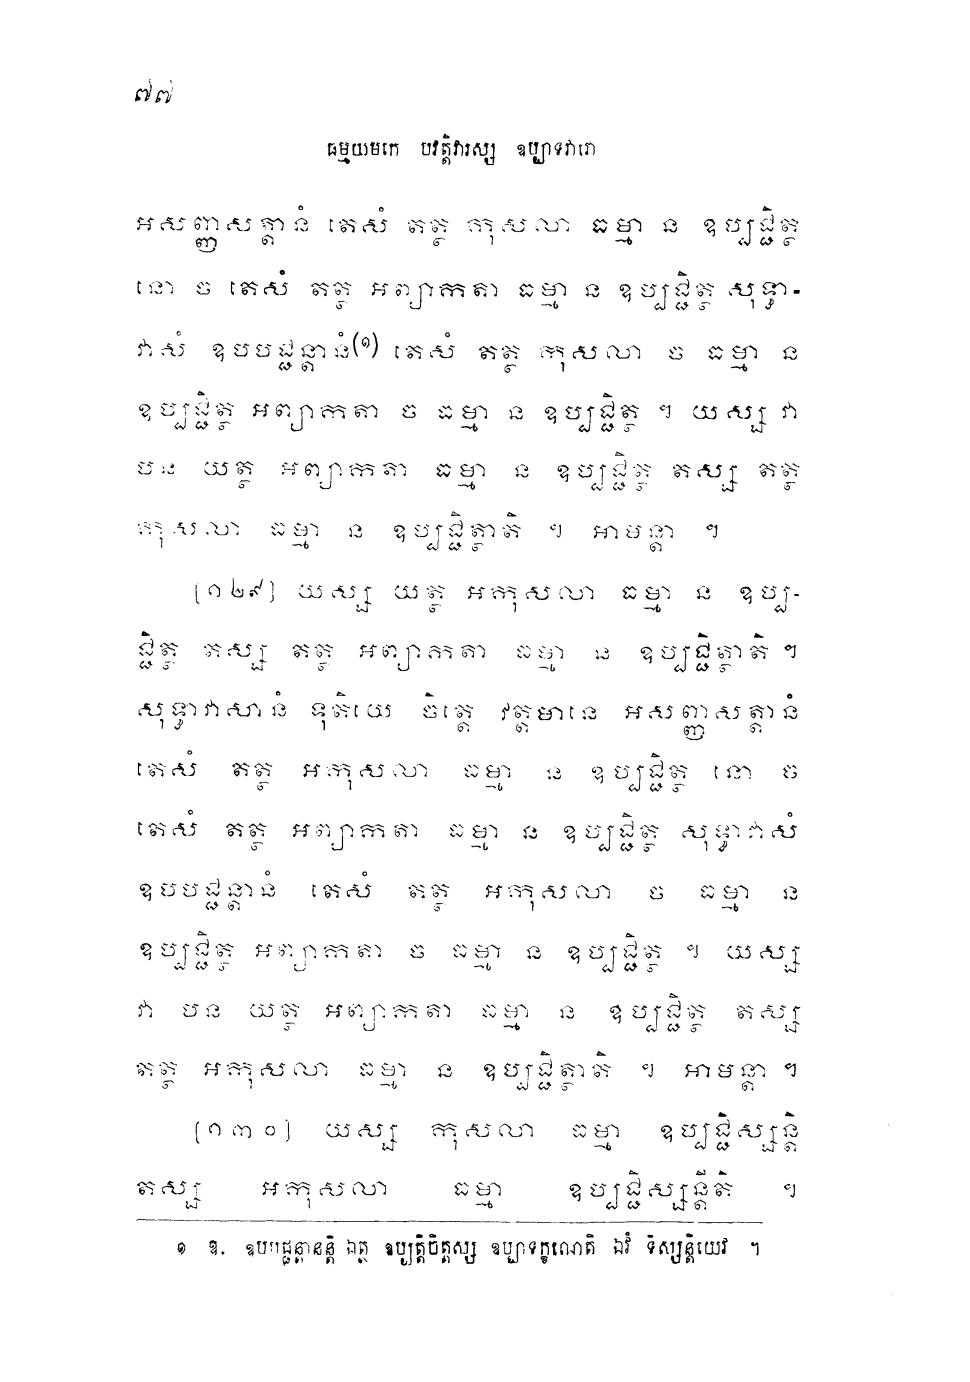 ៧៧
ធម្មយមកេ បវត្តិវារស្ស ឧប្បាទវារោ
អសញ្ញសត្តានំ តេសំ តត្ថ កុសលា ធម្មា ន ឧប្បជ្ជិត្ថ
នោ ច តេសំ តត្ថ អព្យាកតា ធម្មា ន ឧប្បជ្ជិត្ថ សុទ្ធា-
វាសំ ឧបបជ្ជន្តានំ(១) តេសំ តត្ថ កុសលា ច ធម្មា ន
ឧប្បជ្ជិត្ថ អព្យាកតា ច ធម្មា ន ឧប្បជ្ជិត្ថ ។ យស្ស វា
បន យត្ថ អព្យាកតា ធម្មា ន ឧប្បជ្ជិត្ថ តស្ស តត្ថ
កុសលា ធម្មា ន ឧប្បជ្ជិត្ថាតិ ។ អាមន្តា ។
[១២៩] យស្ស យត្ថ អកុសលា ធម្មា ន ឧប្ប-
ជ្ជិត្ថ តស្ស តត្ថ អព្យាកតា ធម្មា ន ឧប្បជ្ជិត្ថាតិ ។
សុទ្ធាវាសានំ ទុតិយេ ចិត្តេ វត្តមានេ អសញ្ញសត្តានំ
តេសំ តត្ថ អកុសលា ធម្មា ន ឧប្បជ្ជិត្ថ នោ ច
តេសំ តត្ថ អព្យាកតា ធម្មា ន ឧប្បជ្ជិត្ថ សុទ្ធាវាសំ
ឧបបជ្ជន្តានំ តេសំ តត្ថ អកុសលា ច ធម្មា ន
ឧប្បជ្ជិត្ថ អព្យាកតា ច ធម្មា ន ឧប្បជ្ជិត្ថ ។ យស្ស
វា បន យត្ថ អព្យាកតា ធម្មា ន ឧប្បជ្ជិត្ថ តស្ស
តត្ថ អកុសលា ធម្មា ន ឧប្បជ្ជិត្ថាតិ ។ អាមន្តា ។
[១៣០] យស្ស កុសលា ធម្មា ឧប្បជ្ជិស្សន្តិ
តស្ស អកុសលា ធម្មា ឧប្បជ្ជិស្សន្តីតិ ។
១ ឱ. ឧបបជ្ជន្តានន្តិ ឯត្ថ ឧប្បត្តិចិត្តស្ស ឧប្បាទក្ខណេតិ ឯវំ ទិស្សន្តិយេវ ។